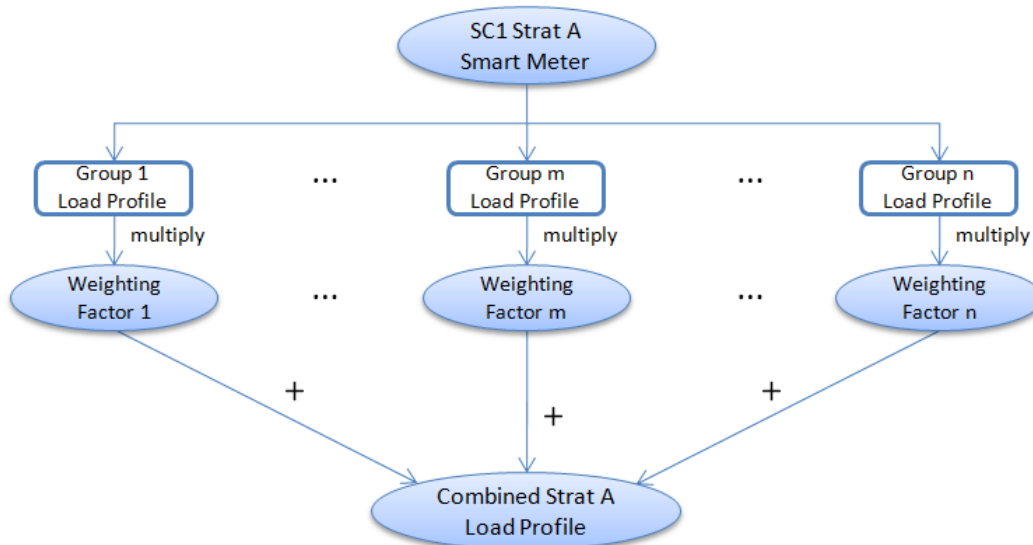 SC1 Strat A
Smart Meter
Group 1
Load Profile
...
Group m
Load Profile
...
Group n
Load Profile
multiply
multiply
multiply
Weighting
Factor 1
...
Weighting
Factor m
...
Weighting
Factor n
+
+
+
Combined Strat A
Load Profile